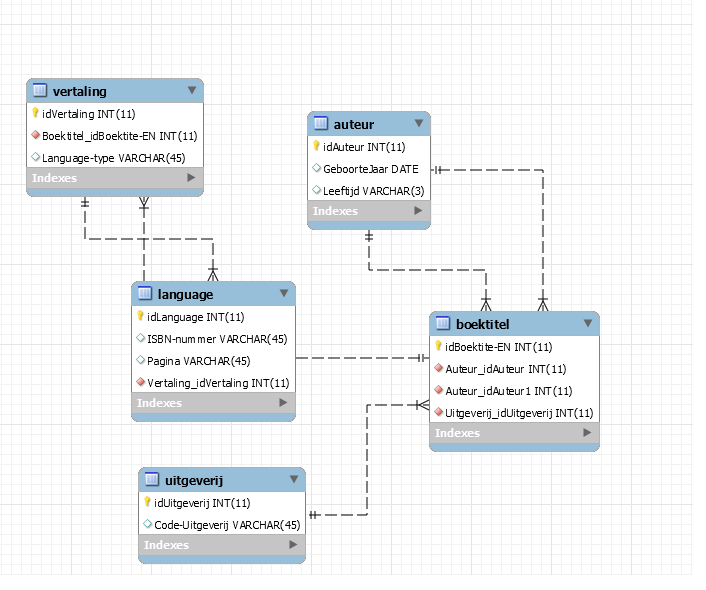 vertaling
idVertaling INT(11)
Boektitel_idBoektite-EN INT(11)
Language-type VARCHAR(45)
Indexes
auteur
idAuteur INT(11)
GeboorteJaar DATE
Leeftijd VARCHAR(3)
Indexes
language
idLanguage INT(11)
ISBN-nummer VARCHAR(45)
Pagina VARCHAR(45)
Vertaling_idVertaling INT(11)
Indexes
boektitel
idBoektite-EN INT(11)
Auteur_idAuteur INT(11)
Auteur_idAuteur1 INT(11)
Uitgeverij_idUitgeverij INT(11)
Indexes
uitgeverij
idUitgeverij INT(11)
Code-Uitgeverij VARCHAR(45)
Indexes